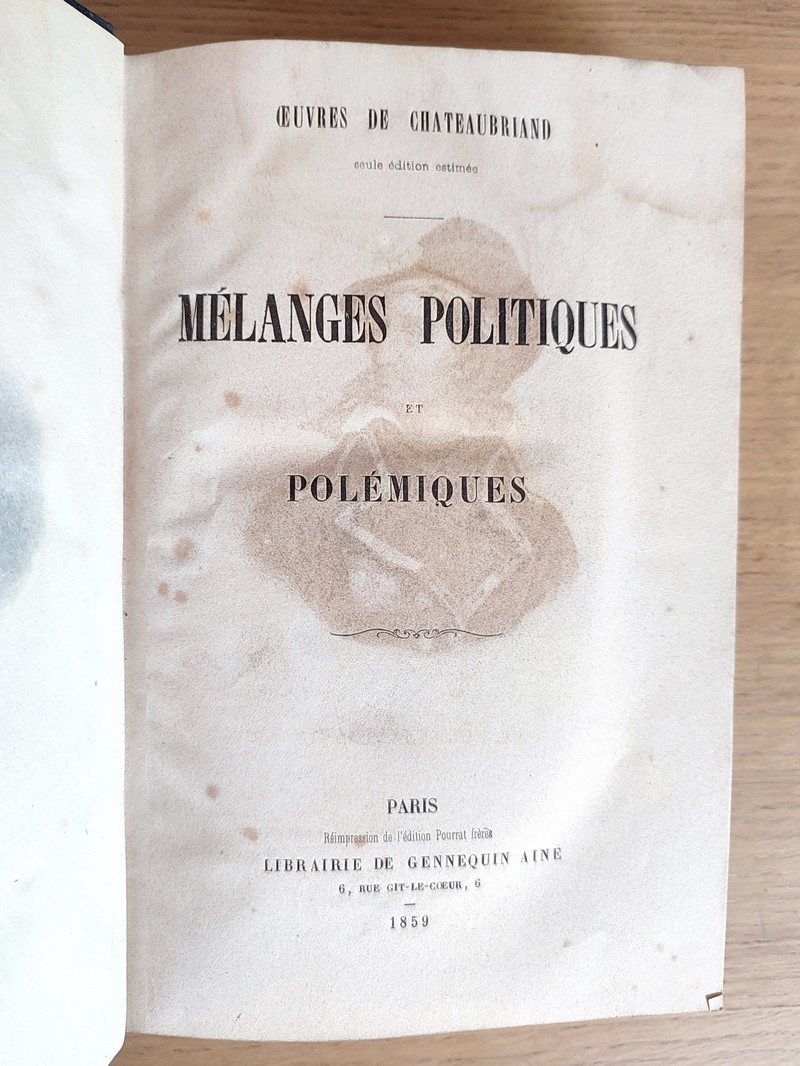 ŒUVRES DE CHATEAUBRIAND
seule édition estimée
MÉLANGES POLITIQUES
ET
POLÉMIQUES
PARIS
Réimpression de l'édition Pourrat frères
LIBRAIRIE DE GENNEQUIN AINÉ
6, RUE GIT-LE-CŒUR, 6
1859